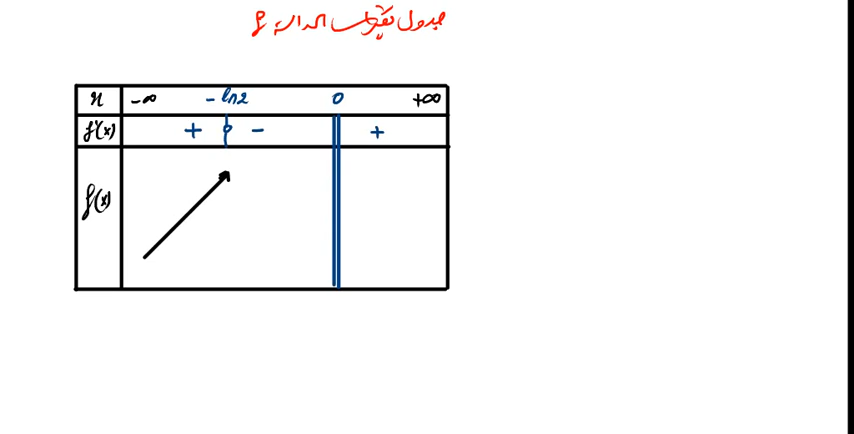 جدول تغيرات الدالة f
x -∞ -ln2 0 +∞
f'(x) + 0 - +
f(x)